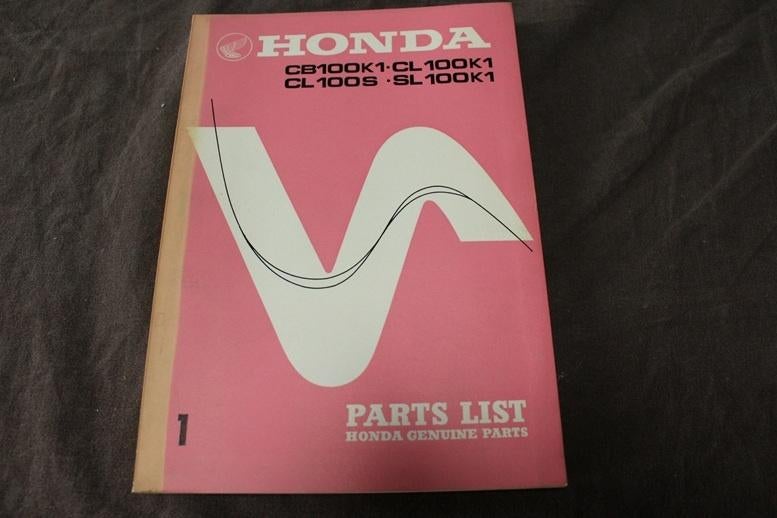 HONDA
CB100K1·CL100K1
CL100S ·SL100K1
PARTS LIST
HONDA GENUINE PARTS
1